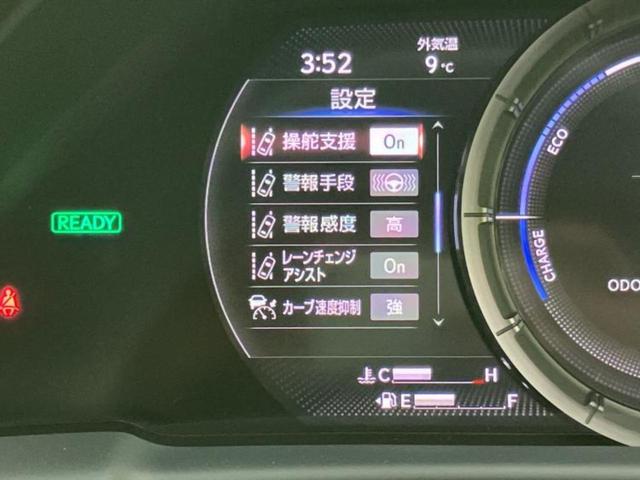 外気温
3:52 9℃
設定
操舵支援 On
警報手段
警報感度 高
レーンチェンジ
アシスト On
カーブ速度抑制 強
READY
ECO
CHARGE
ODO
C H
E F